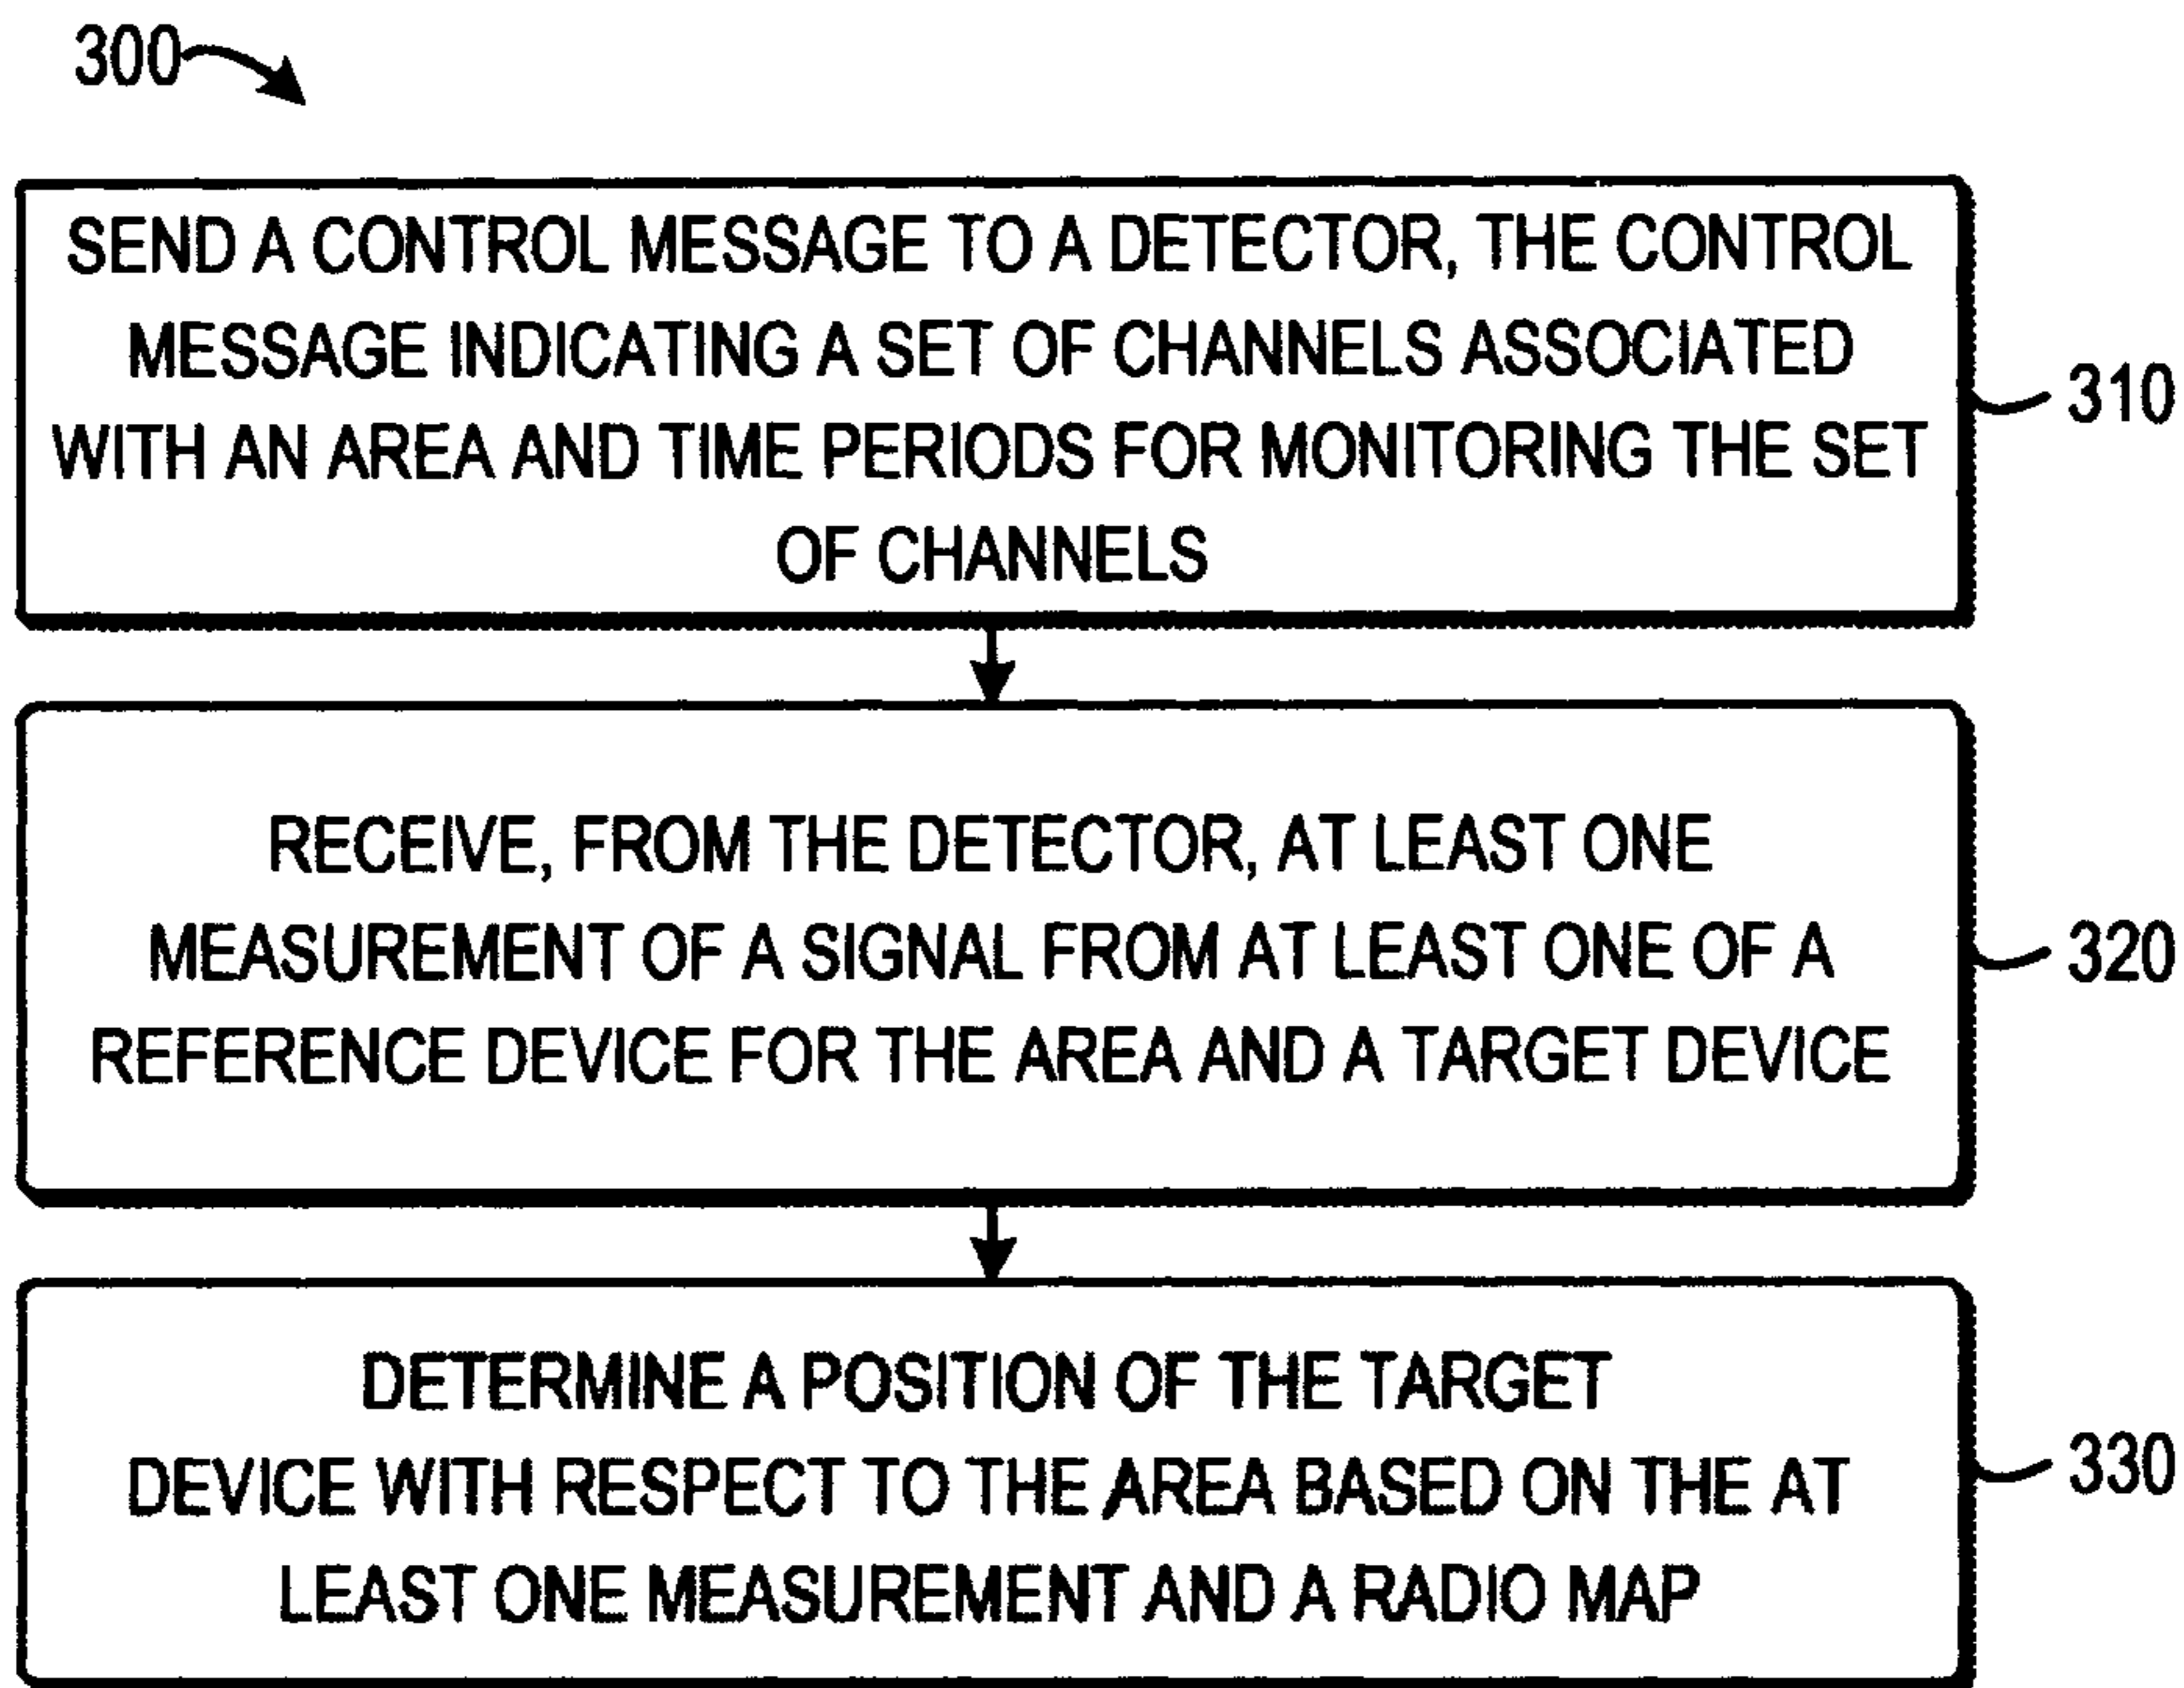 300
SEND A CONTROL MESSAGE TO A DETECTOR, THE CONTROL
MESSAGE INDICATING A SET OF CHANNELS ASSOCIATED
WITH AN AREA AND TIME PERIODS FOR MONITORING THE SET
OF CHANNELS
310
RECEIVE, FROM THE DETECTOR, AT LEAST ONE
MEASUREMENT OF A SIGNAL FROM AT LEAST ONE OF A
REFERENCE DEVICE FOR THE AREA AND A TARGET DEVICE
320
DETERMINE A POSITION OF THE TARGET
DEVICE WITH RESPECT TO THE AREA BASED ON THE AT
LEAST ONE MEASUREMENT AND A RADIO MAP
330